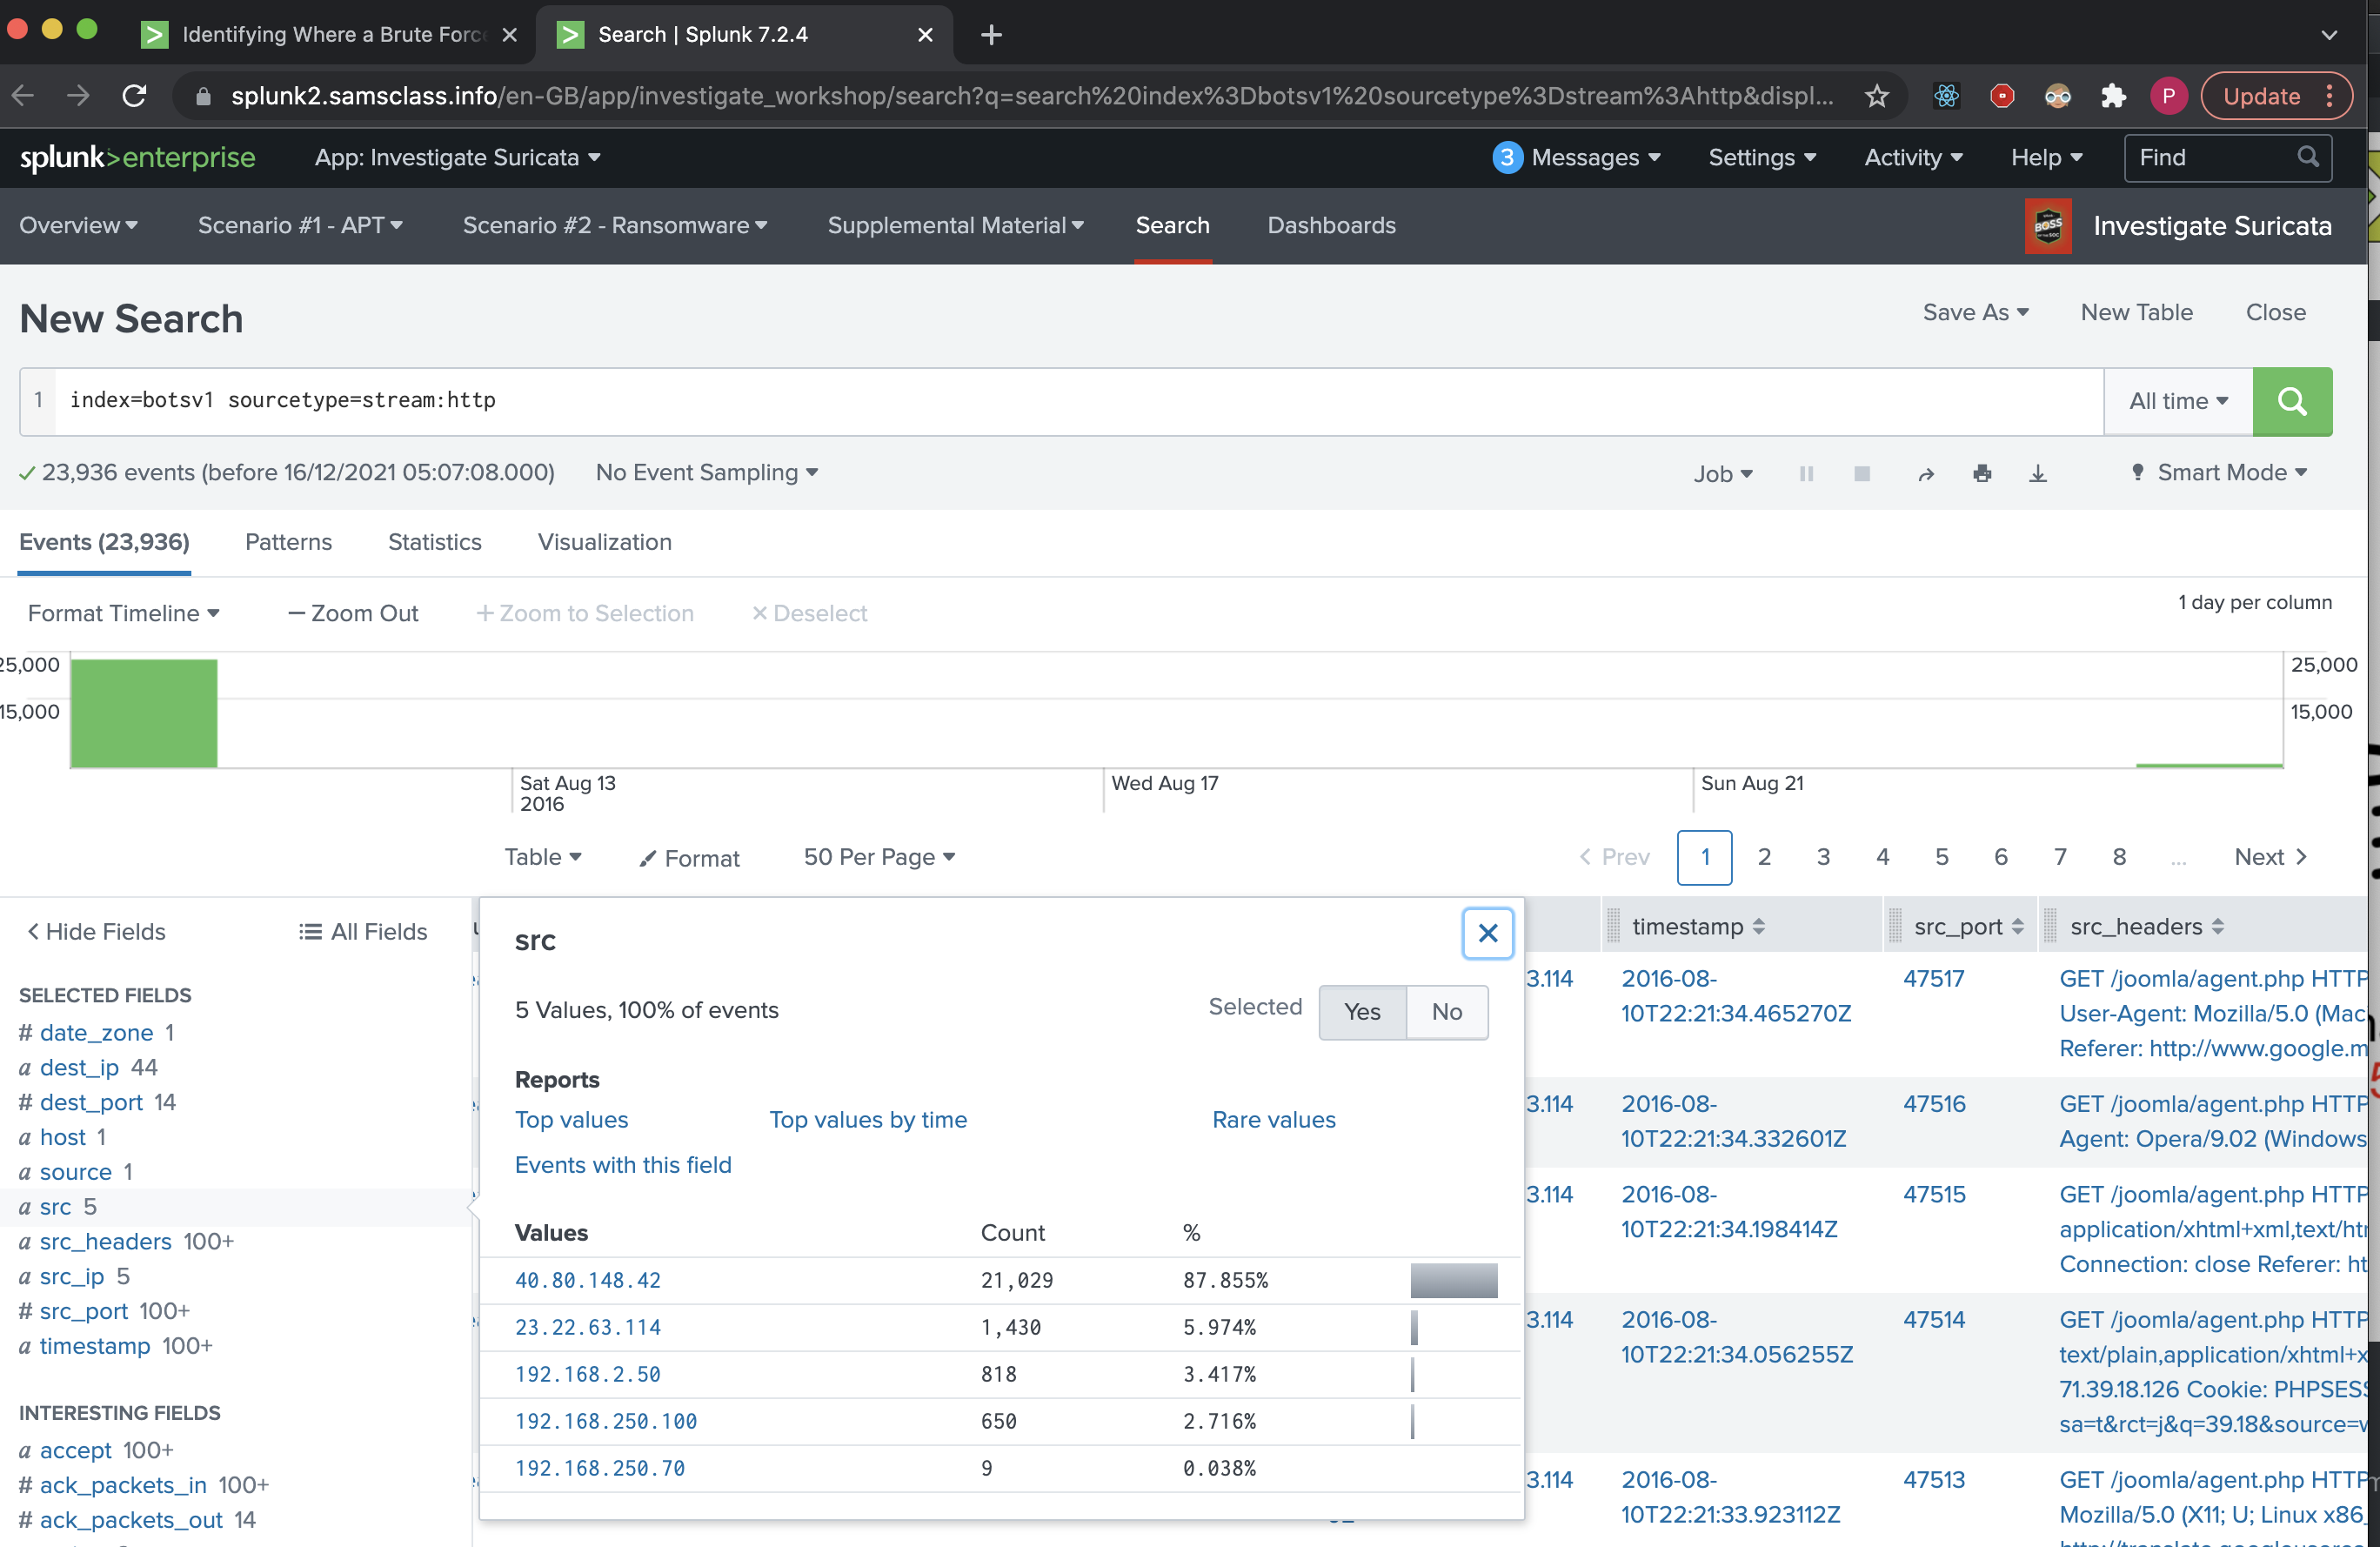 Identifying Where a Brute Forc
Search | Splunk 7.2.4
splunk2.samsclass.info/en-GB/app/investigate_workshop/search?q=search%20index%3Dbotsv1%20sourcetype%3Dstream%3Ahttp&displ...
P
Update
splunk>enterprise
App: Investigate Suricata
3 Messages
Settings
Activity
Help
Find
Overview
Scenario #1 - APT
Scenario #2 - Ransomware
Supplemental Material
Search
Dashboards
BOSS
Investigate Suricata
New Search
Save As
New Table
Close
1 index=botsv1 sourcetype=stream:http
All time
23,936 events (before 16/12/2021 05:07:08.000)
No Event Sampling
Job
Smart Mode
Events (23,936)
Patterns
Statistics
Visualization
Format Timeline
— Zoom Out
+ Zoom to Selection
× Deselect
1 day per column
25,000
25,000
15,000
15,000
Sat Aug 13
2016
Wed Aug 17
Sun Aug 21
Table
Format
50 Per Page
< Prev 1 2 3 4 5 6 7 8 ... Next >
< Hide Fields
All Fields
SELECTED FIELDS
# date_zone 1
a dest_ip 44
# dest_port 14
a host 1
a source 1
a src 5
a src_headers 100+
a src_ip 5
# src_port 100+
a timestamp 100+
INTERESTING FIELDS
a accept 100+
# ack_packets_in 100+
# ack_packets_out 14
src
5 Values, 100% of events
Selected Yes No
Reports
Top values
Top values by time
Rare values
Events with this field
Values Count %
40.80.148.42 21,029 87.855%
23.22.63.114 1,430 5.974%
192.168.2.50 818 3.417%
192.168.250.100 650 2.716%
192.168.250.70 9 0.038%
timestamp src_port src_headers
3.114 2016-08- 47517 GET /joomla/agent.php HTTP
10T22:21:34.465270Z User-Agent: Mozilla/5.0 (Mac
Referer: http://www.google.m
3.114 2016-08- 47516 GET /joomla/agent.php HTTP
10T22:21:34.332601Z Agent: Opera/9.02 (Windows
3.114 2016-08- 47515 GET /joomla/agent.php HTTP
10T22:21:34.198414Z application/xhtml+xml,text/htm
Connection: close Referer: ht
3.114 2016-08- 47514 GET /joomla/agent.php HTTP
10T22:21:34.056255Z text/plain,application/xhtml+x
71.39.18.126 Cookie: PHPSESS
sa=t&rct=j&q=39.18&source=w
3.114 2016-08- 47513 GET /joomla/agent.php HTTP
10T22:21:33.923112Z Mozilla/5.0 (X11; U; Linux x86_